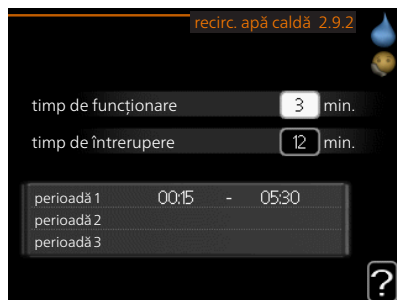 recirc. apă caldă 2.9.2
timp de funcționare 3 min.
timp de întrerupere 12 min.
perioadă 1 00:15 - 05:30
perioadă 2
perioadă 3
?